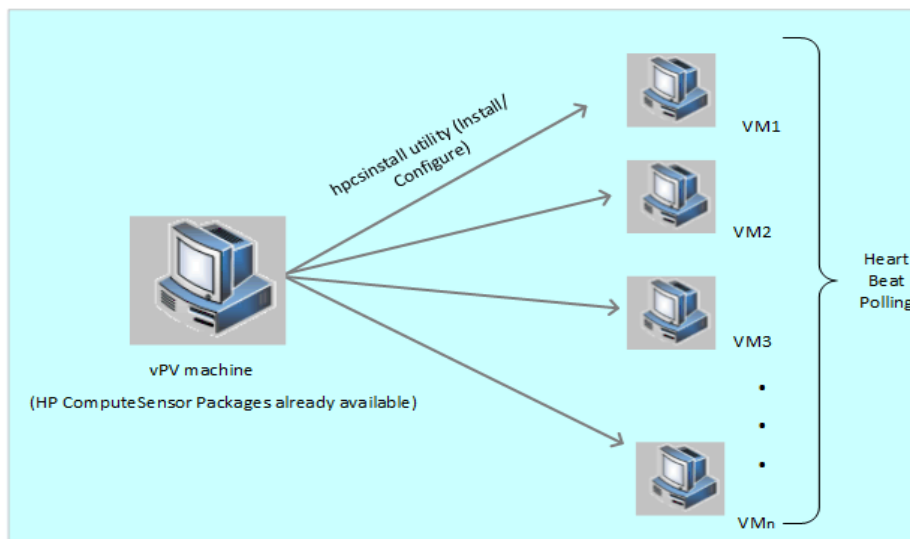 hpcsinstall utility (Install/
Configure)
VM1
VM2
VM3
VMn
Heart
Beat
Polling
vPV machine
(HP ComputeSensor Packages already available)